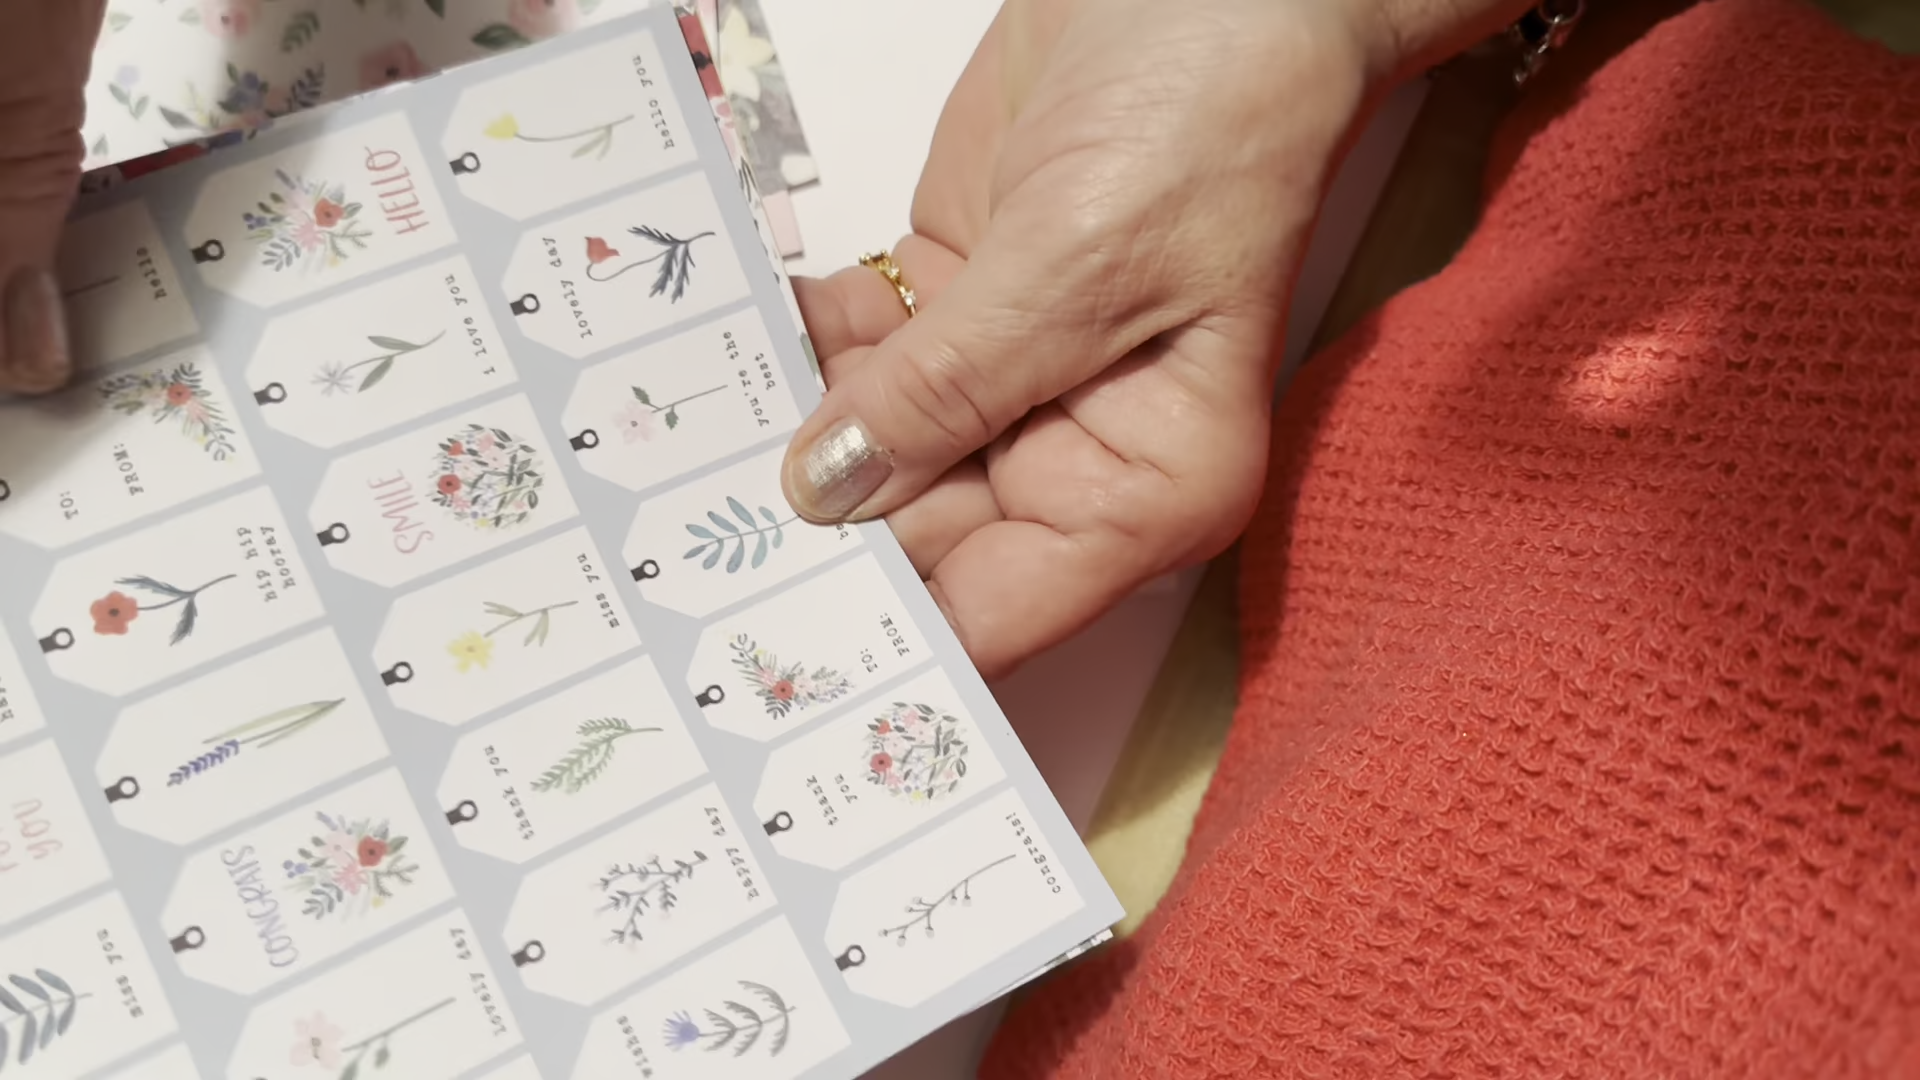 hello you
HELLO
lovely day
hello
i love you
you're the
best
TO:
FROM:
SMILE
hip hip
hooray
miss you
TO:
FROM:
thank you
thank
you
YOU
CONGRATS
happy day
congrats!
miss you
lovely day
wishes